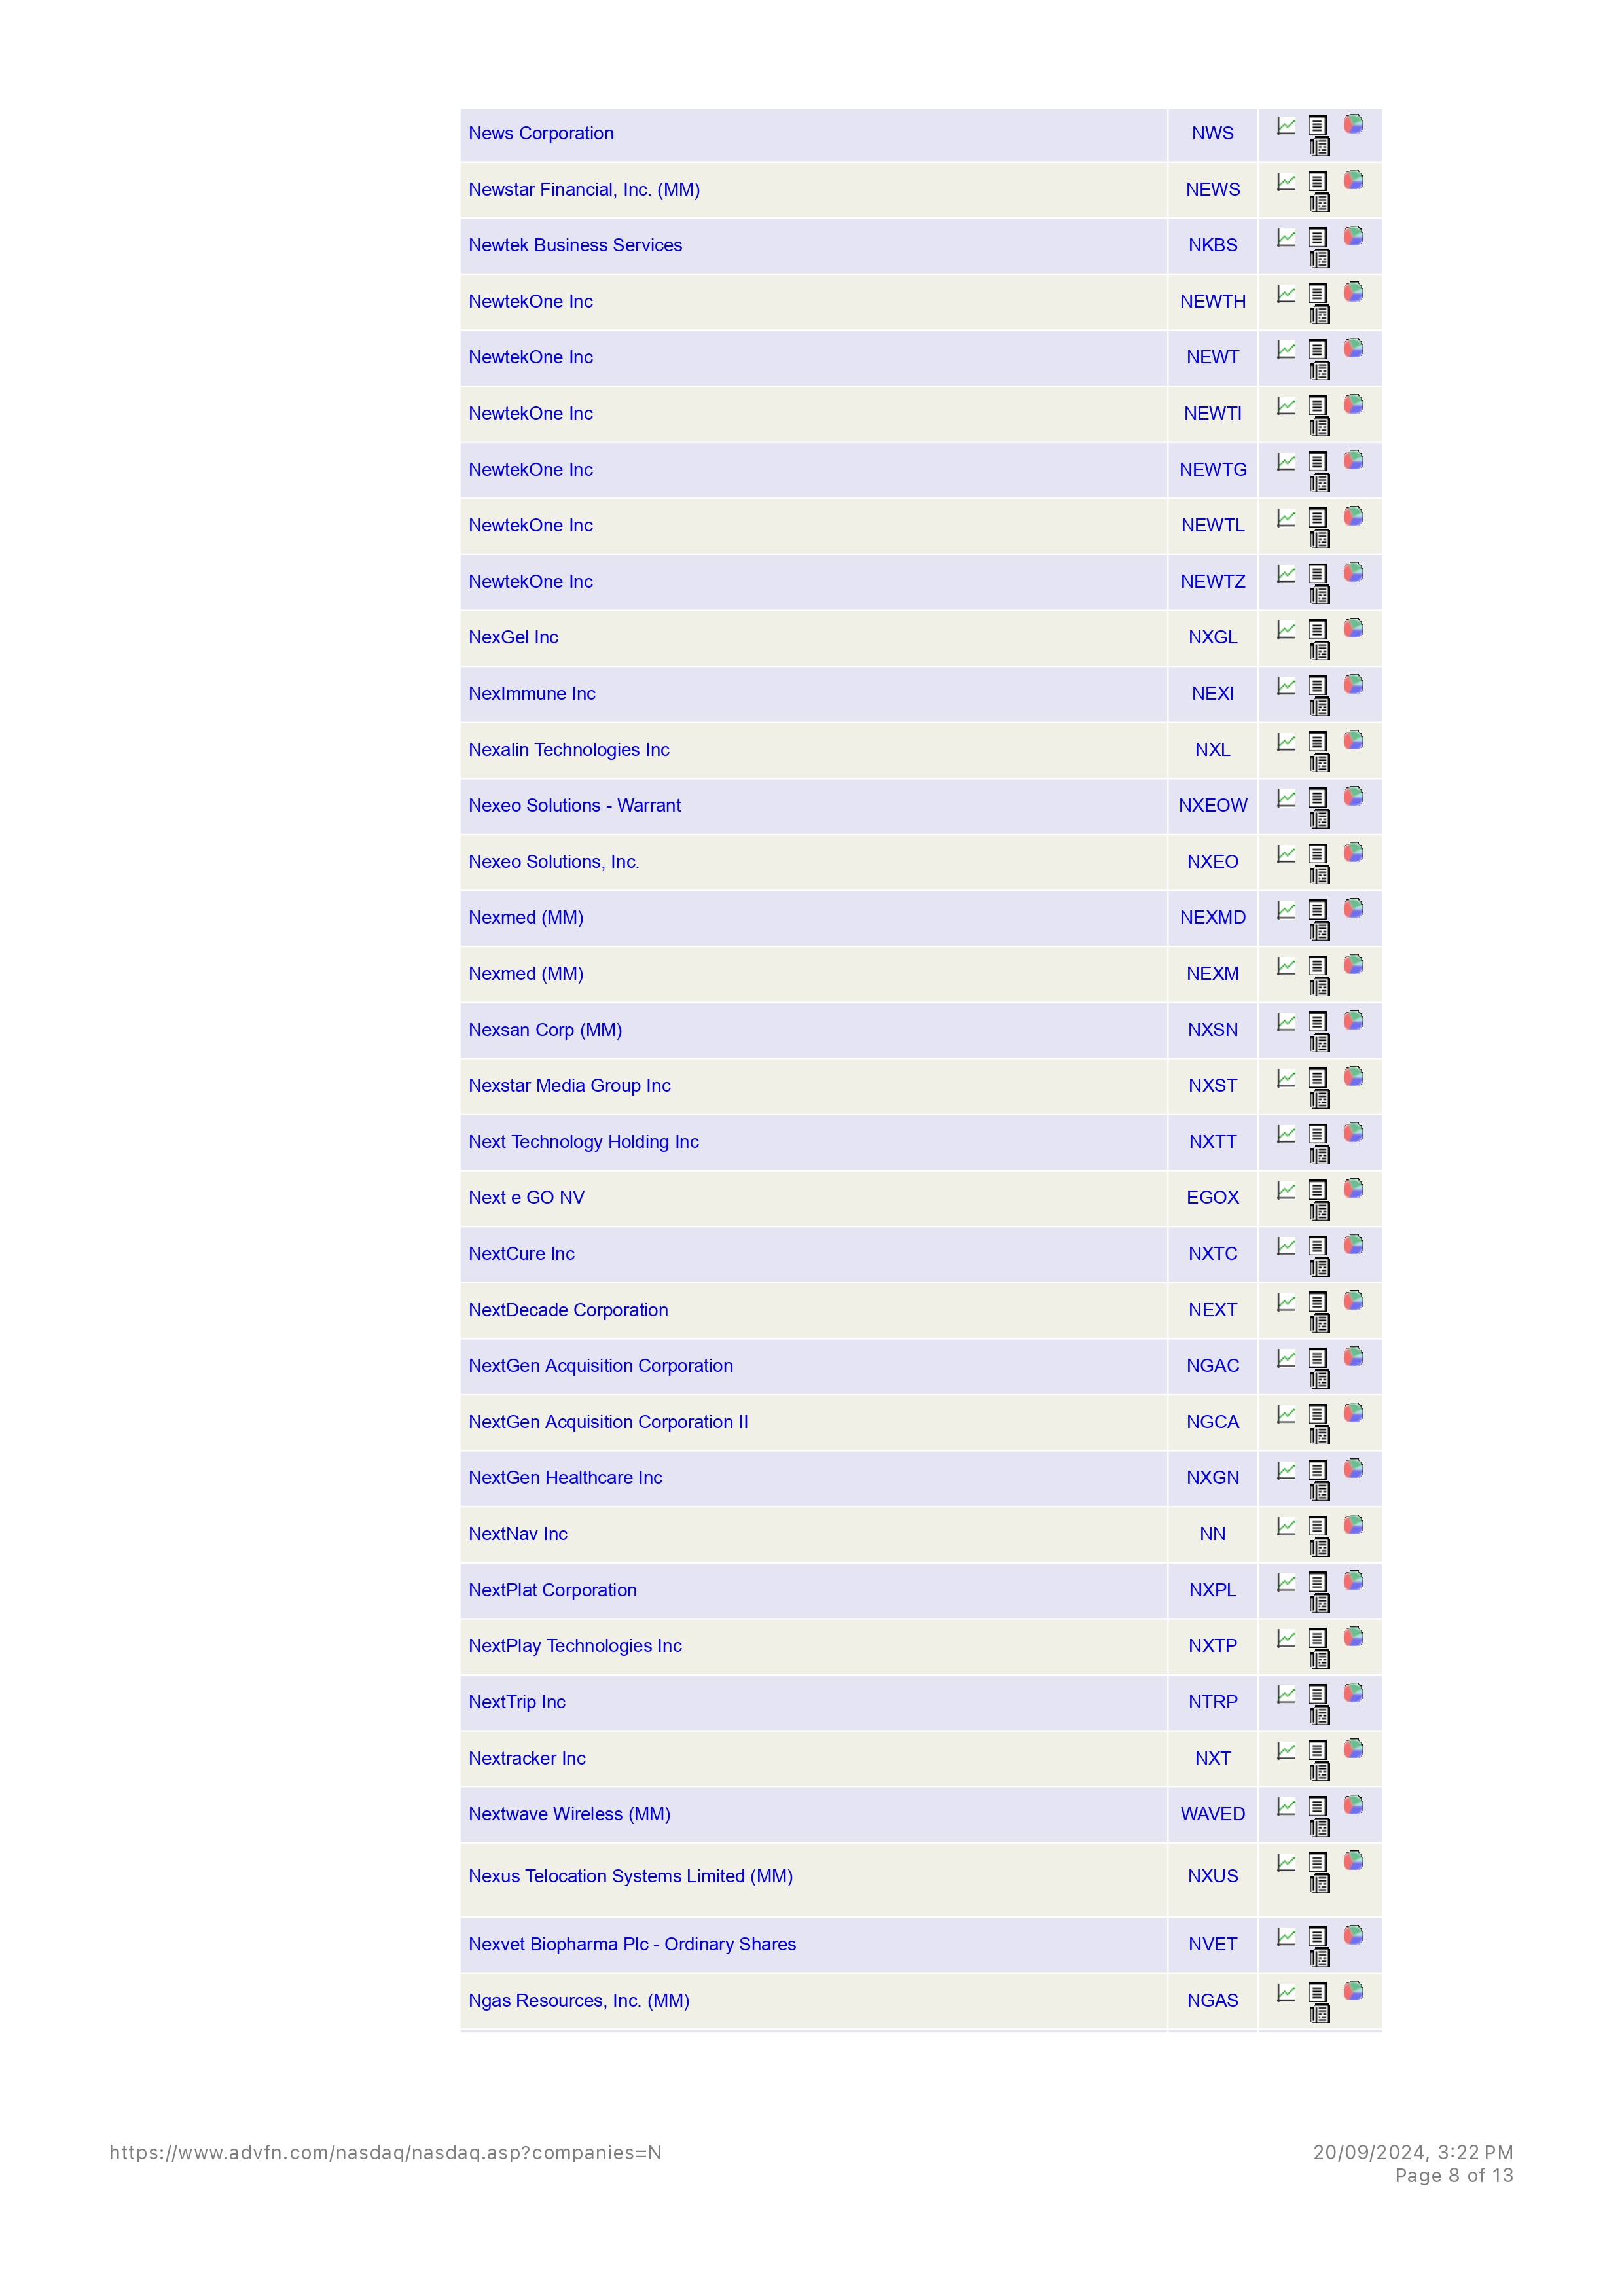 News Corporation NWS
Newstar Financial, Inc. (MM) NEWS
Newtek Business Services NKBS
NewtekOne Inc NEWTH
NewtekOne Inc NEWT
NewtekOne Inc NEWTI
NewtekOne Inc NEWTG
NewtekOne Inc NEWTL
NewtekOne Inc NEWTZ
NexGel Inc NXGL
NexImmune Inc NEXI
Nexalin Technologies Inc NXL
Nexeo Solutions - Warrant NXEOW
Nexeo Solutions, Inc. NXEO
Nexmed (MM) NEXMD
Nexmed (MM) NEXM
Nexsan Corp (MM) NXSN
Nexstar Media Group Inc NXST
Next Technology Holding Inc NXTT
Next e GO NV EGOX
NextCure Inc NXTC
NextDecade Corporation NEXT
NextGen Acquisition Corporation NGAC
NextGen Acquisition Corporation II NGCA
NextGen Healthcare Inc NXGN
NextNav Inc NN
NextPlat Corporation NXPL
NextPlay Technologies Inc NXTP
NextTrip Inc NTRP
Nextracker Inc NXT
Nextwave Wireless (MM) WAVED
Nexus Telocation Systems Limited (MM) NXUS
Nexvet Biopharma Plc - Ordinary Shares NVET
Ngas Resources, Inc. (MM) NGAS
https://www.advfn.com/nasdaq/nasdaq.asp?companies=N 20/09/2024, 3:22 PM
Page 8 of 13